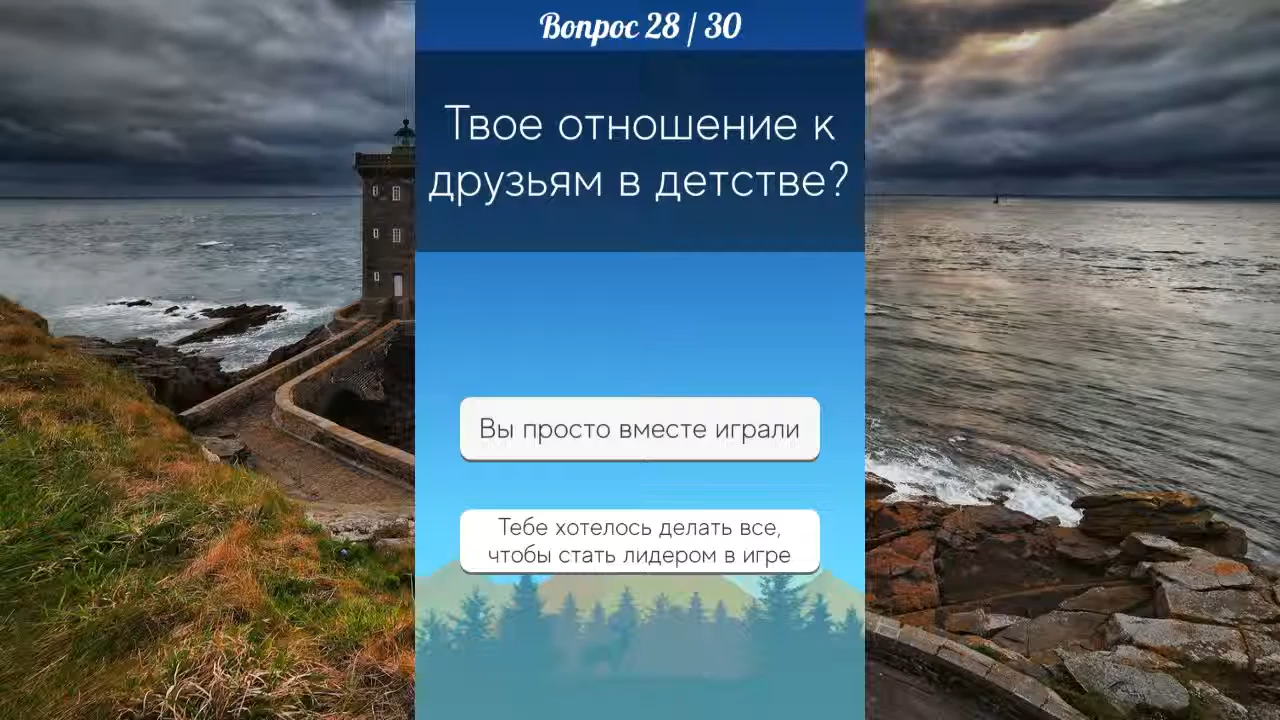 Вопрос 28 / 30
Твое отношение к
друзьям в детстве?
Вы просто вместе играли
Тебе хотелось делать все,
чтобы стать лидером в игре